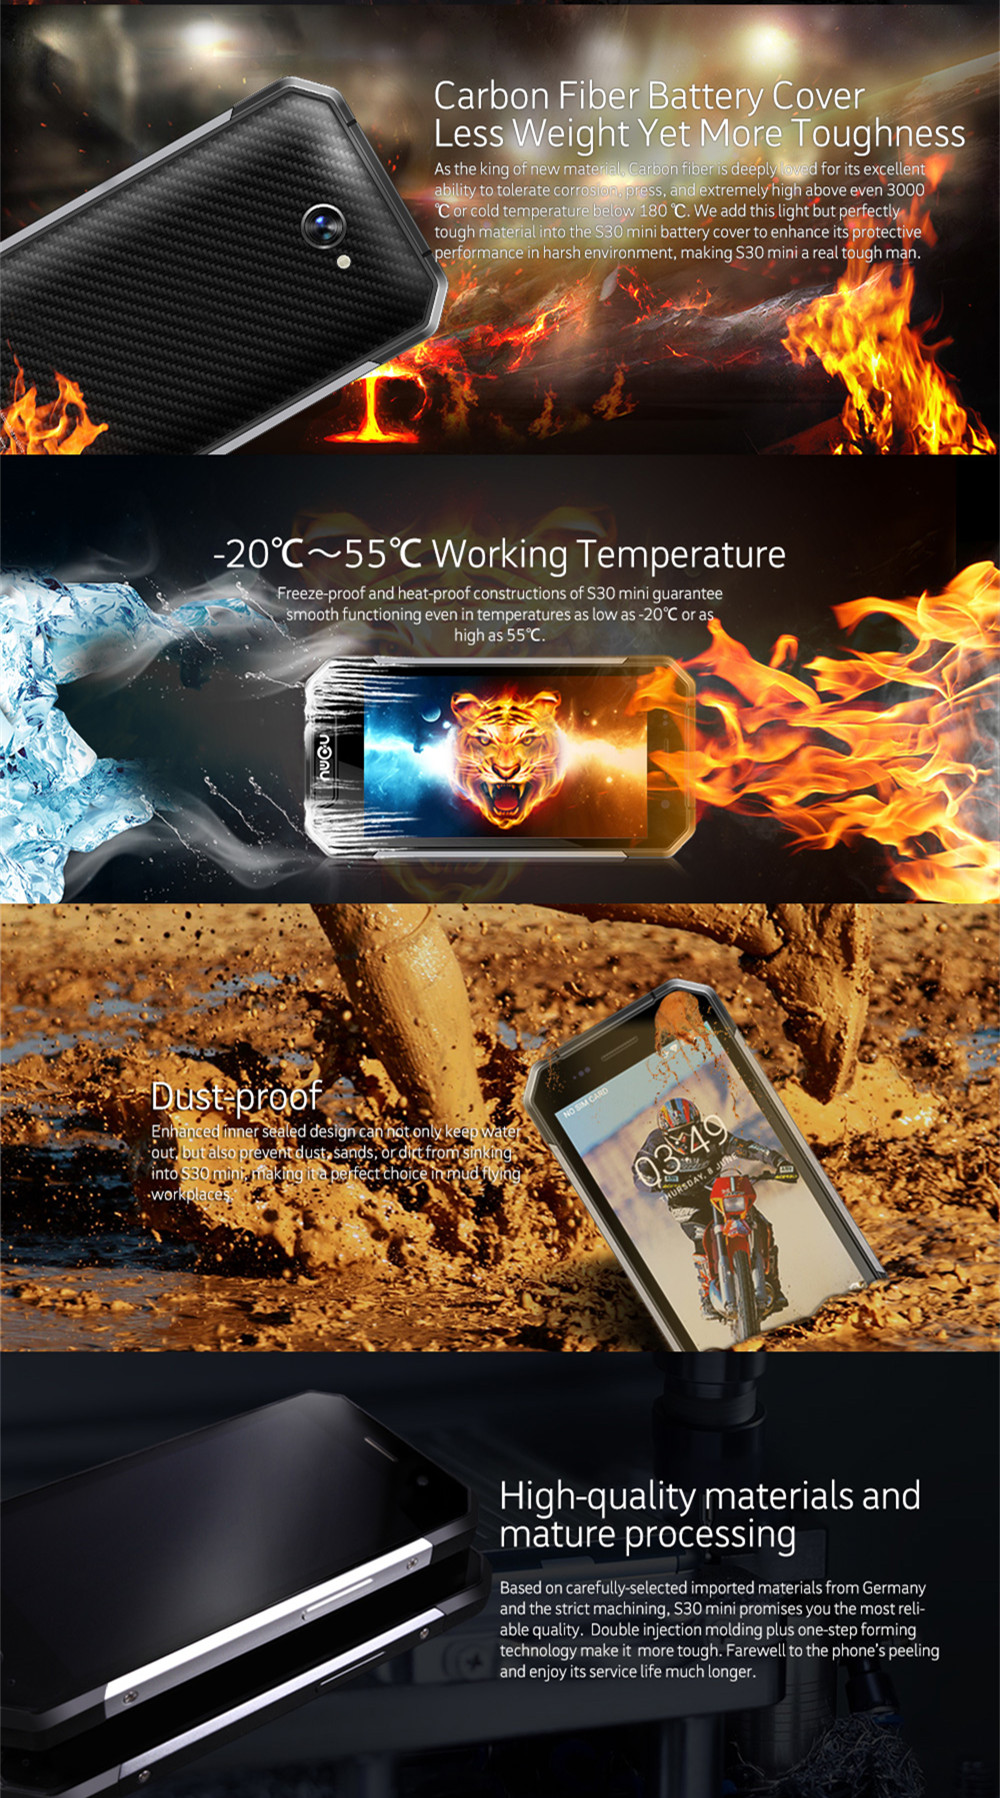 Carbon Fiber Battery Cover
Less Weight Yet More Toughness
As the king of new material, Carbon fiber is deeply loved for its excellent
ability to tolerate corrosion, press, and extremely high above even 3000
℃ or cold temperature below 180 ℃. We add this light but perfectly
tough material into the S30 mini battery cover to enhance its protective
performance in harsh environment, making S30 mini a real tough man.
-20℃～55℃ Working Temperature
Freeze-proof and heat-proof constructions of S30 mini guarantee
smooth functioning even in temperatures as low as -20℃ or as
high as 55℃.
nuGu
Dust-proof
Enhanced inner sealed design can not only keep water
out, but also prevent dust, sands, or dirt from sinking
into S30 mini, making it a perfect choice in mud flying
workplaces.
NO SIM CARD
03:49
THURSDAY, 8 JUNE
High-quality materials and
mature processing
Based on carefully-selected imported materials from Germany
and the strict machining, S30 mini promises you the most reli-
able quality. Double injection molding plus one-step forming
technology make it more tough. Farewell to the phone's peeling
and enjoy its service life much longer.